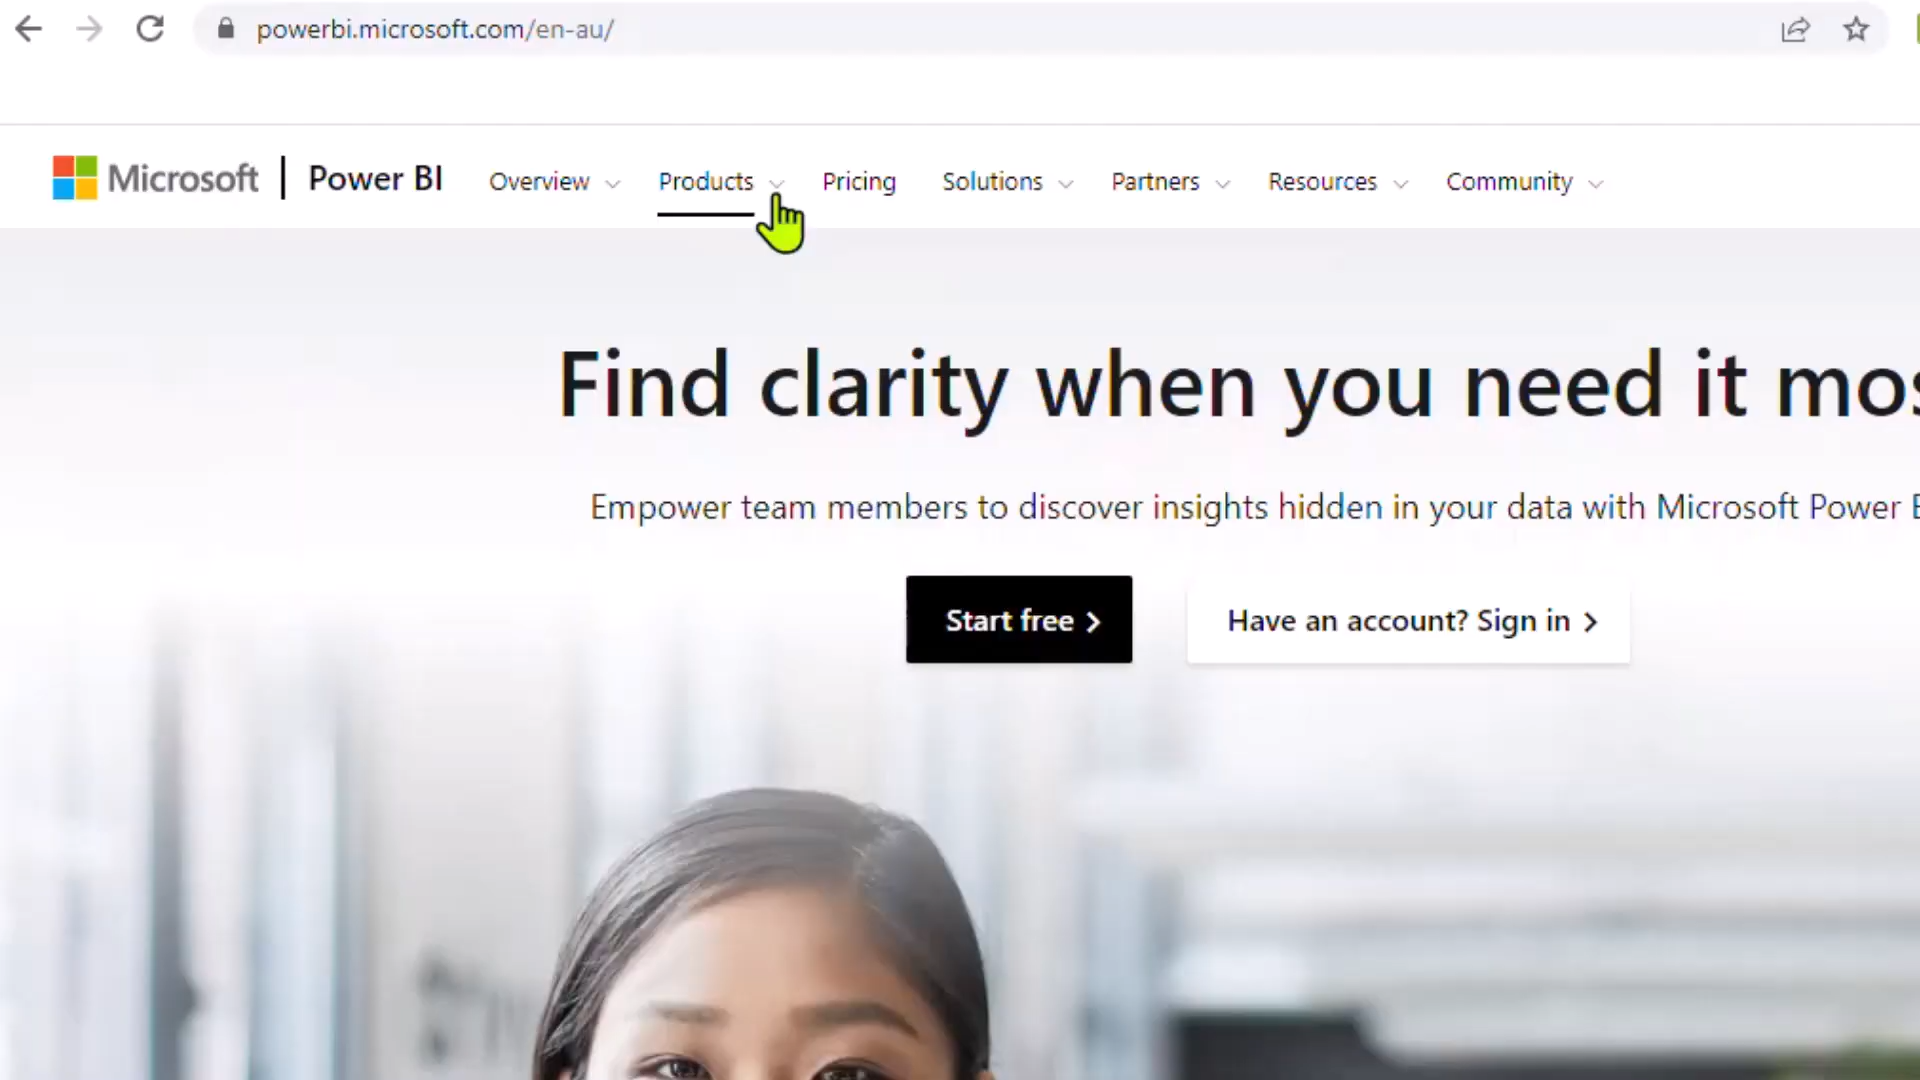 powerbi.microsoft.com/en-au/
Microsoft | Power BI Overview Products Pricing Solutions Partners Resources Community
Find clarity when you need it mos
Empower team members to discover insights hidden in your data with Microsoft Power
Start free Have an account? Sign in